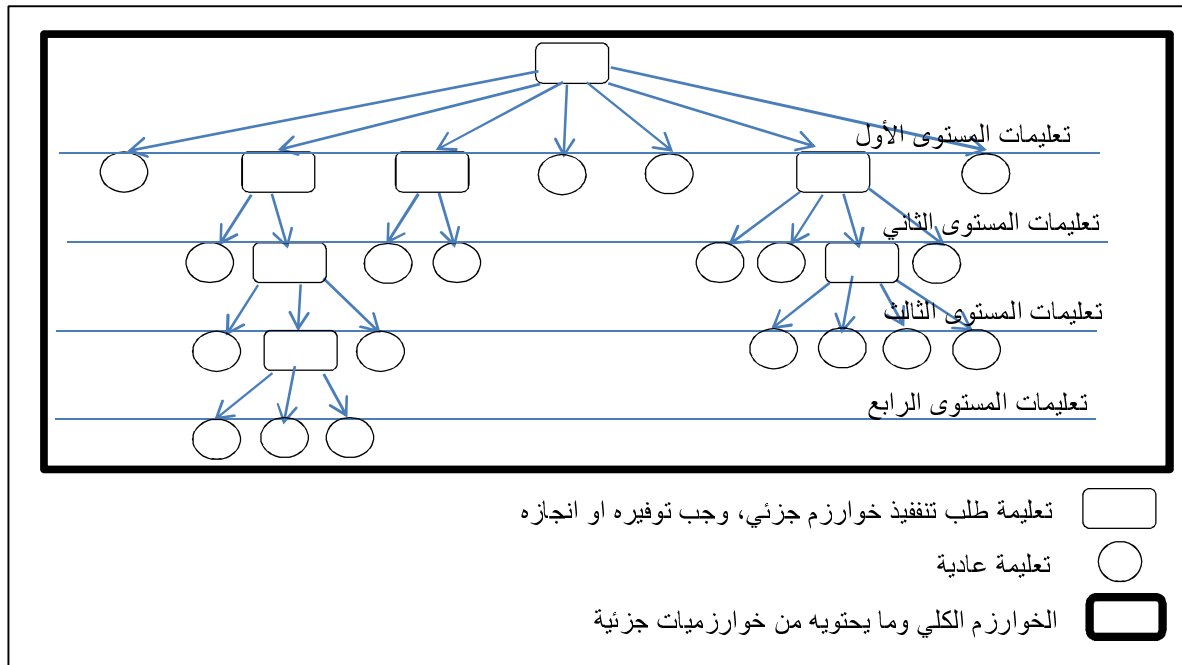 تعليمات المستوى الأول
تعليمات المستوى الثاني
تعليمات المستوى الثالث
تعليمات المستوى الرابع
تعليمة طلب تنففيذ خوارزم جزئي، وجب توفيره او انجازه
تعليمة عادية
الخوارزم الكلي وما يحتويه من خوارزميات جزئية